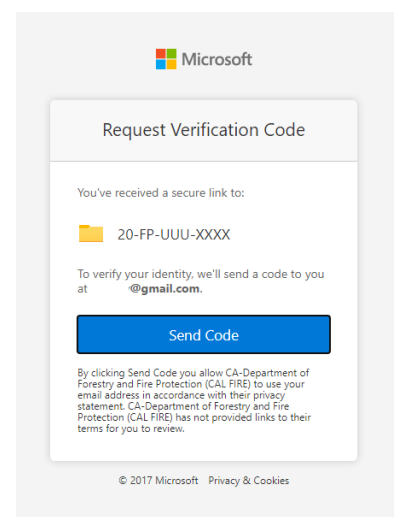 Microsoft
Request Verification Code
You've received a secure link to:
20-FP-UUU-XXXX
To verify your identity, we'll send a code to you
at @gmail.com.
Send Code
By clicking Send Code you allow CA-Department of
Forestry and Fire Protection (CAL FIRE) to use your
email address in accordance with their privacy
statement. CA-Department of Forestry and Fire
Protection (CAL FIRE) has not provided links to their
terms for you to review.
© 2017 Microsoft Privacy & Cookies